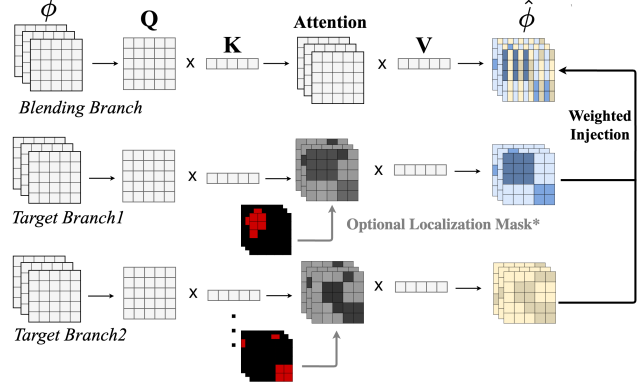 ϕ
Q
K
Attention
V
ϕ̂
x
x
Blending Branch
Weighted
Injection
x
x
Target Branch1
Optional Localization Mask*
x
x
Target Branch2